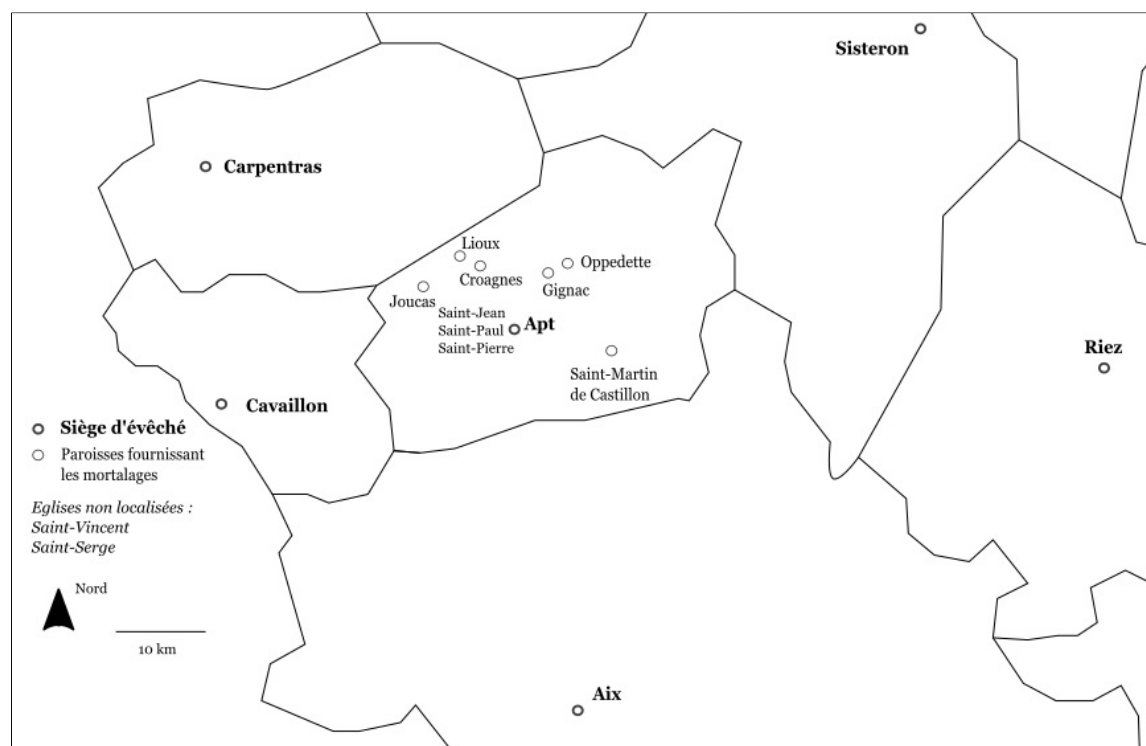 Sisteron
Carpentras
Lioux
Croagnes
Oppedette
Gignac
Joucas
Saint-Jean
Saint-Paul
Saint-Pierre
Apt
Saint-Martin
de Castillon
Riez
Cavaillon
Siège d'évêché
Paroisses fournissant
les mortalages
Eglises non localisées :
Saint-Vincent
Saint-Serge
Nord
10 km
Aix